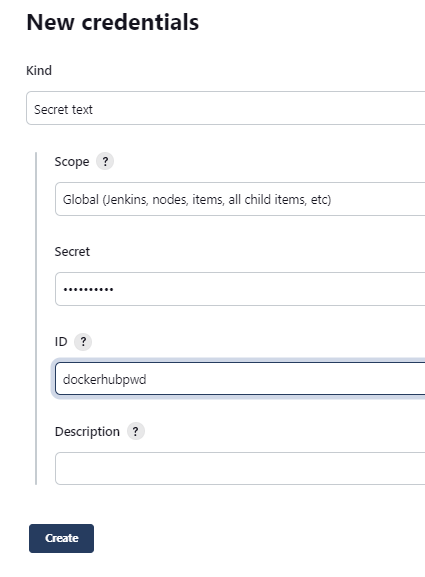 New credentials
Kind
Secret text
Scope ?
Global (Jenkins, nodes, items, all child items, etc)
Secret
••••••••••
ID ?
dockerhubpwd
Description ?
Create